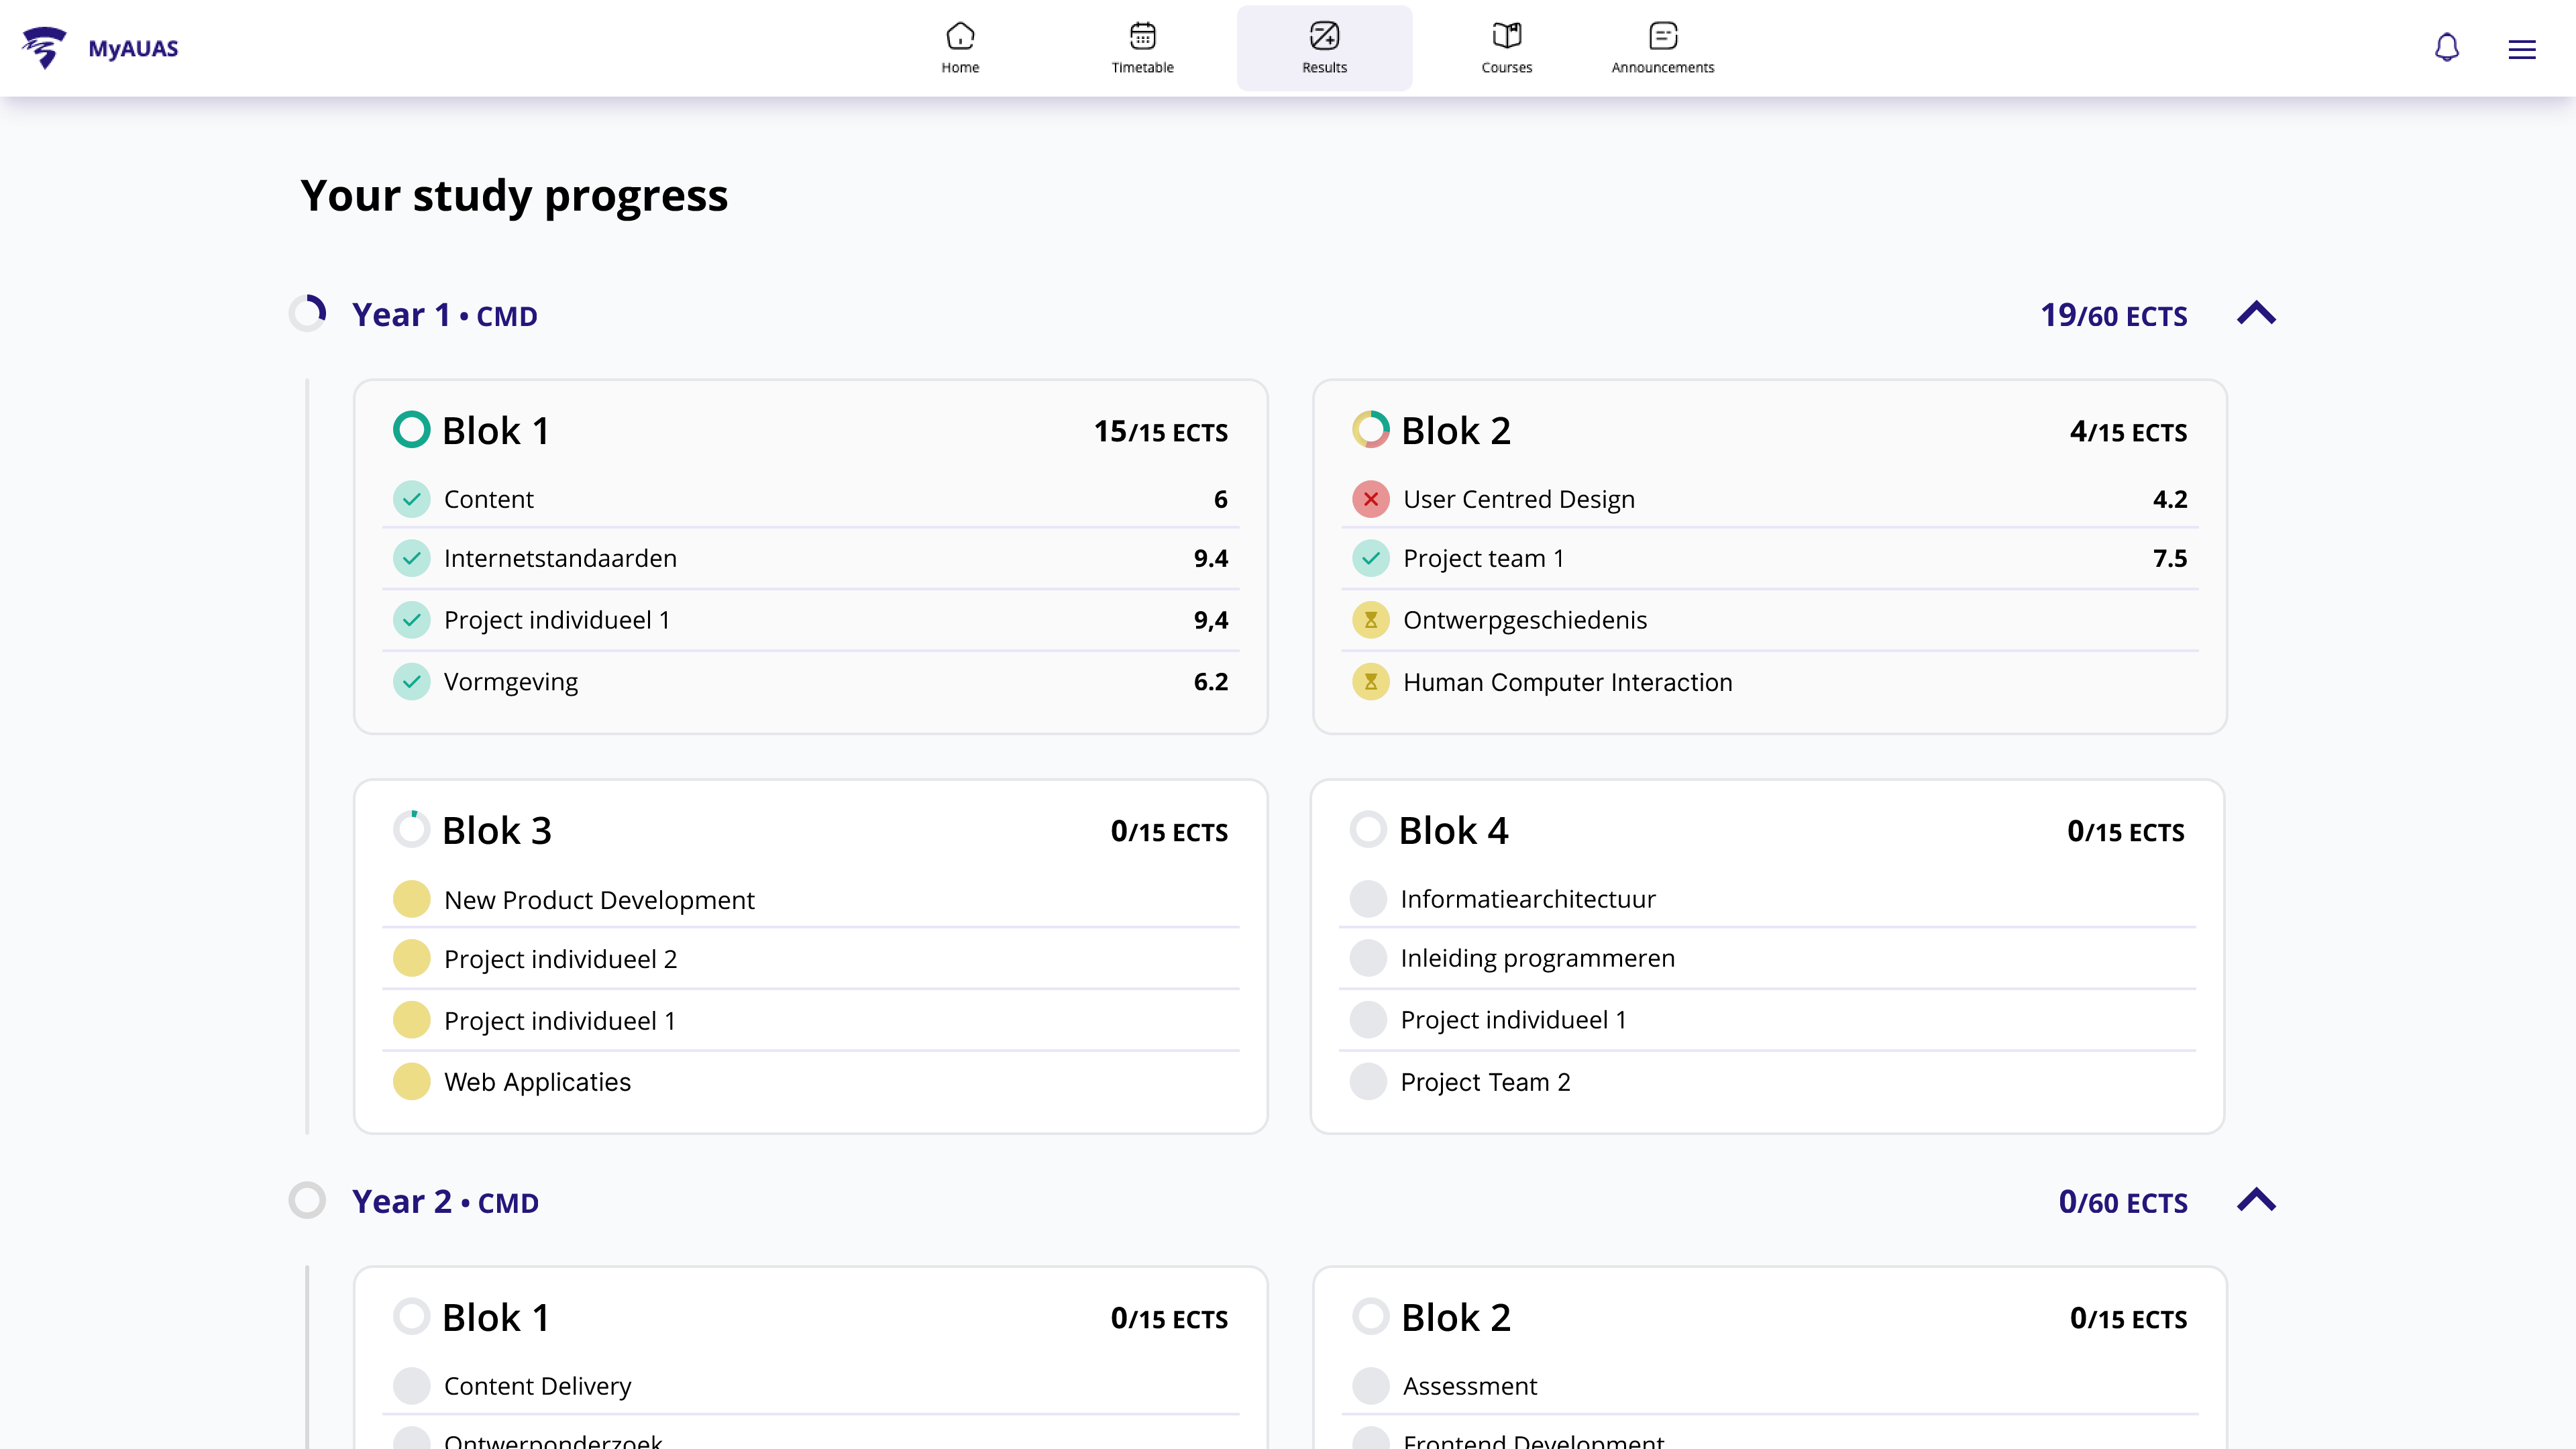 MyAUAS
Home
Timetable
Results
Courses
Announcements
Your study progress
Year 1 • CMD
19/60 ECTS
Blok 1
15/15 ECTS
Content
6
Internetstandaarden
9.4
Project individueel 1
9,4
Vormgeving
6.2
Blok 2
4/15 ECTS
User Centred Design
4.2
Project team 1
7.5
Ontwerpgeschiedenis
Human Computer Interaction
Blok 3
0/15 ECTS
New Product Development
Project individueel 2
Project individueel 1
Web Applicaties
Blok 4
0/15 ECTS
Informatiearchitectuur
Inleiding programmeren
Project individueel 1
Project Team 2
Year 2 • CMD
0/60 ECTS
Blok 1
0/15 ECTS
Content Delivery
Ontwerponderzoek
Blok 2
0/15 ECTS
Assessment
Frontend Development